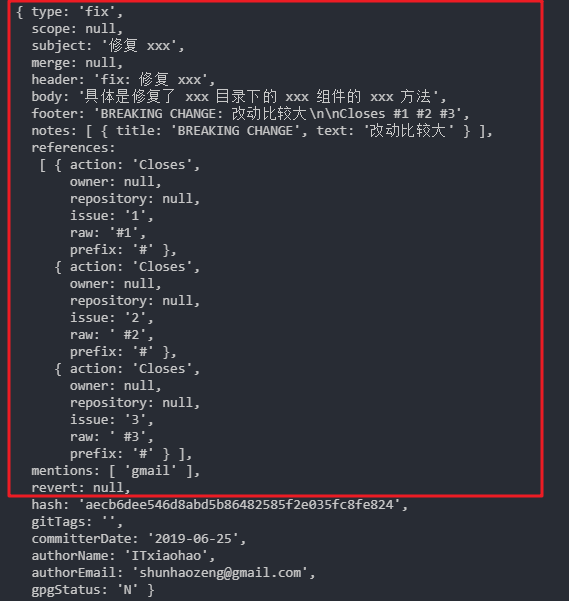 { type: 'fix',
scope: null,
subject: '修复 xxx',
merge: null,
header: 'fix: 修复 xxx',
body: '具体是修复了 xxx 目录下的 xxx 组件的 xxx 方法',
footer: 'BREAKING CHANGE: 改动比较大\n\nCloses #1 #2 #3',
notes: [ { title: 'BREAKING CHANGE', text: '改动比较大' } ],
references:
[ { action: 'Closes',
owner: null,
repository: null,
issue: '1',
raw: '#1',
prefix: '#' },
{ action: 'Closes',
owner: null,
repository: null,
issue: '2',
raw: ' #2',
prefix: '#' },
{ action: 'Closes',
owner: null,
repository: null,
issue: '3',
raw: ' #3',
prefix: '#' } ],
mentions: [ 'gmail' ],
revert: null,
hash: 'aecb6dee546d8abd5b86482585f2e035fc8fe824',
gitTags: '',
committerDate: '2019-06-25',
authorName: 'ITxiaohao',
authorEmail: 'shunhaozeng@gmail.com',
gpgStatus: 'N' }